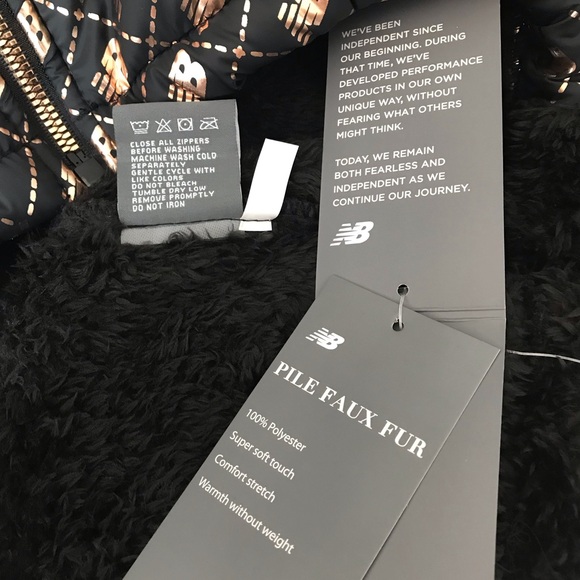 CLOSE ALL ZIPPERS
BEFORE WASHING
MACHINE WASH COLD
SEPARATELY
GENTLE CYCLE WITH
LIKE COLORS
DO NOT BLEACH
TUMBLE DRY LOW
REMOVE PROMPTLY
DO NOT IRON
WE'VE BEEN
INDEPENDENT SINCE
OUR BEGINNING. DURING
THAT TIME, WE'VE
DEVELOPED PERFORMANCE
PRODUCTS IN OUR OWN
UNIQUE WAY, WITHOUT
FEARING WHAT OTHERS
MIGHT THINK.
TODAY, WE REMAIN
BOTH FEARLESS AND
INDEPENDENT AS WE
CONTINUE OUR JOURNEY.
NB
NB
PILE FAUX FUR
100% Polyester
Super soft touch
Comfort stretch
Warmth without weight